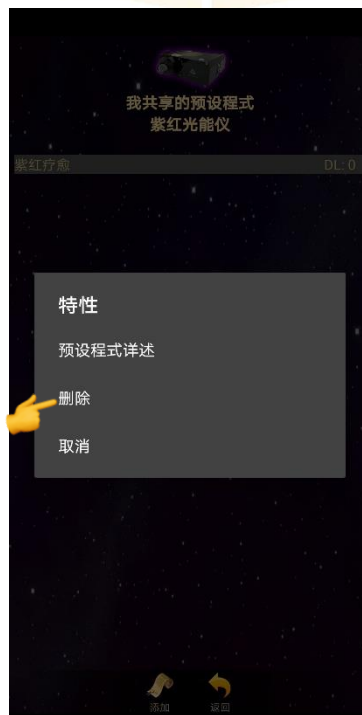 我共享的预设程式
紫红光能仪
紫红疗愈 DL: 0
特性
预设程式详述
删除
取消
添加 返回